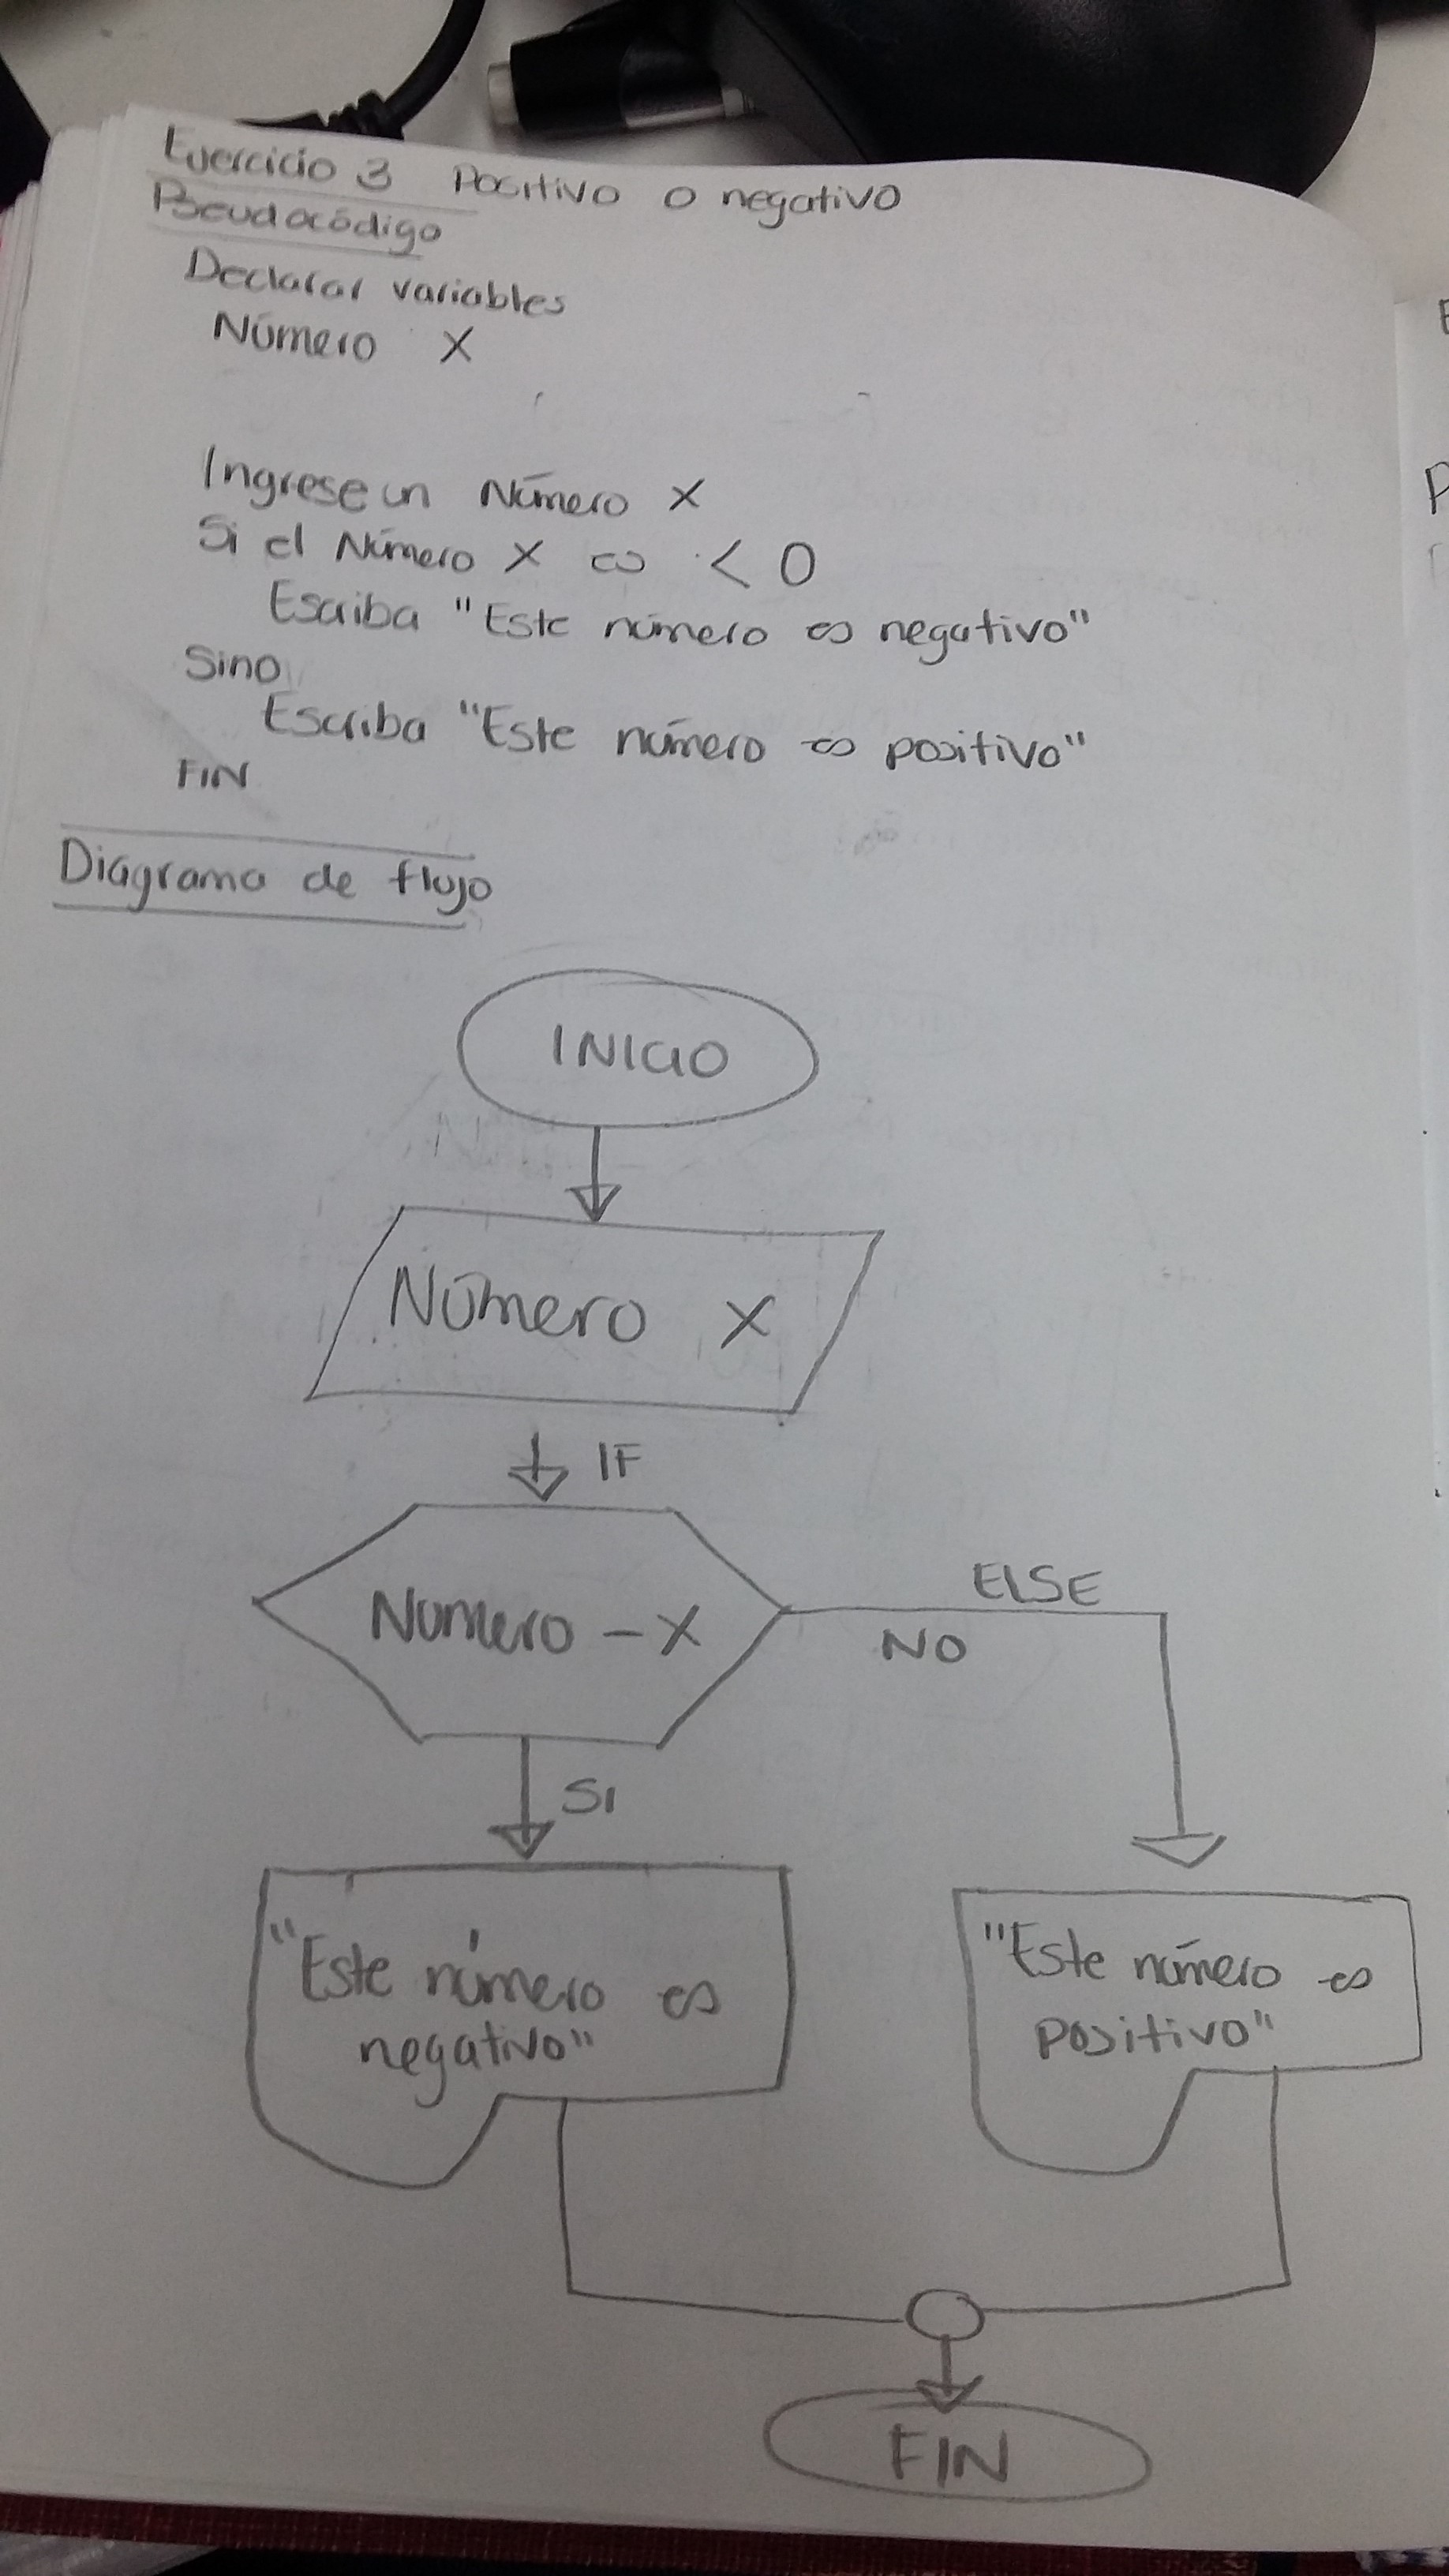 Ejercicio 3 Positivo o negativo
Pseudocódigo
Declarar variables
Número X
Ingrese un Número X
Si el Número X es < 0
Escriba "Este número es negativo"
Sino
Escriba "Este número es positivo"
FIN
Diagrama de flujo
INICIO
Número X
IF
Número - X
ELSE
NO
SI
"Este número es
negativo"
"Este número es
positivo"
FIN